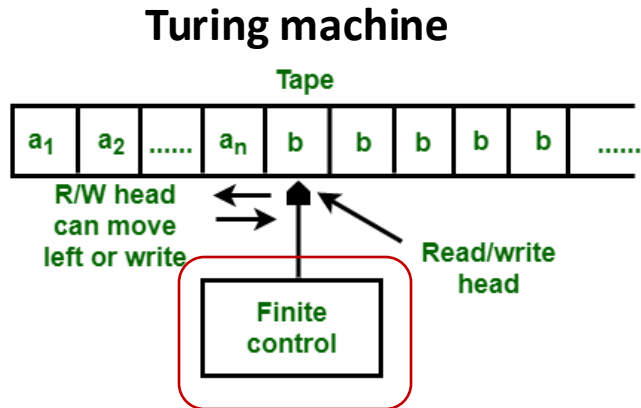 Turing machine
Tape
a₁ a₂ ...... aₙ b b b b b ......
R/W head
can move
left or write
Read/write
head
Finite
control